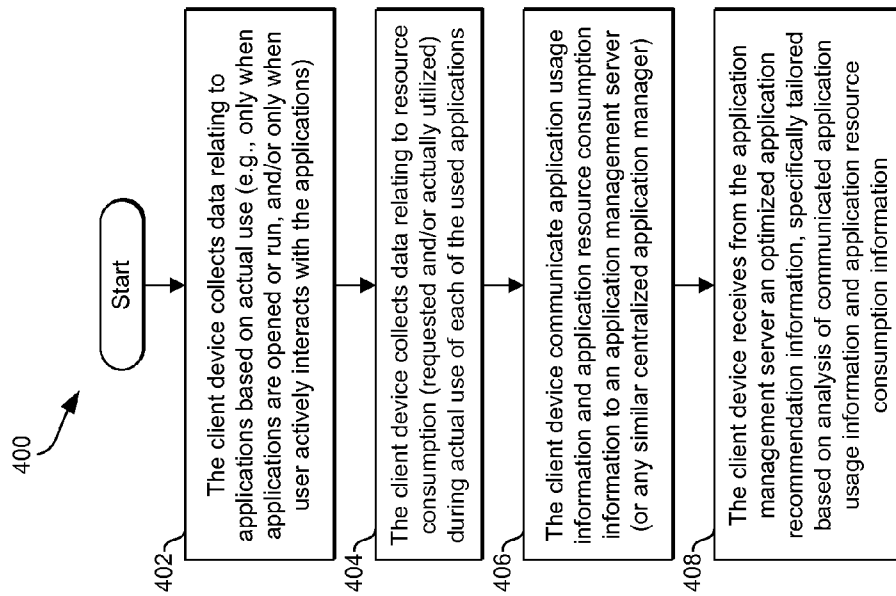 400
Start
402
The client device collects data relating to
applications based on actual use (e.g., only when
applications are opened or run, and/or only when
user actively interacts with the applications)
404
The client device collects data relating to resource
consumption (requested and/or actually utilized)
during actual use of each of the used applications
406
The client device communicate application usage
information and application resource consumption
information to an application management server
(or any similar centralized application manager)
408
The client device receives from the application
management server an optimized application
recommendation information, specifically tailored
based on analysis of communicated application
usage information and application resource
consumption information